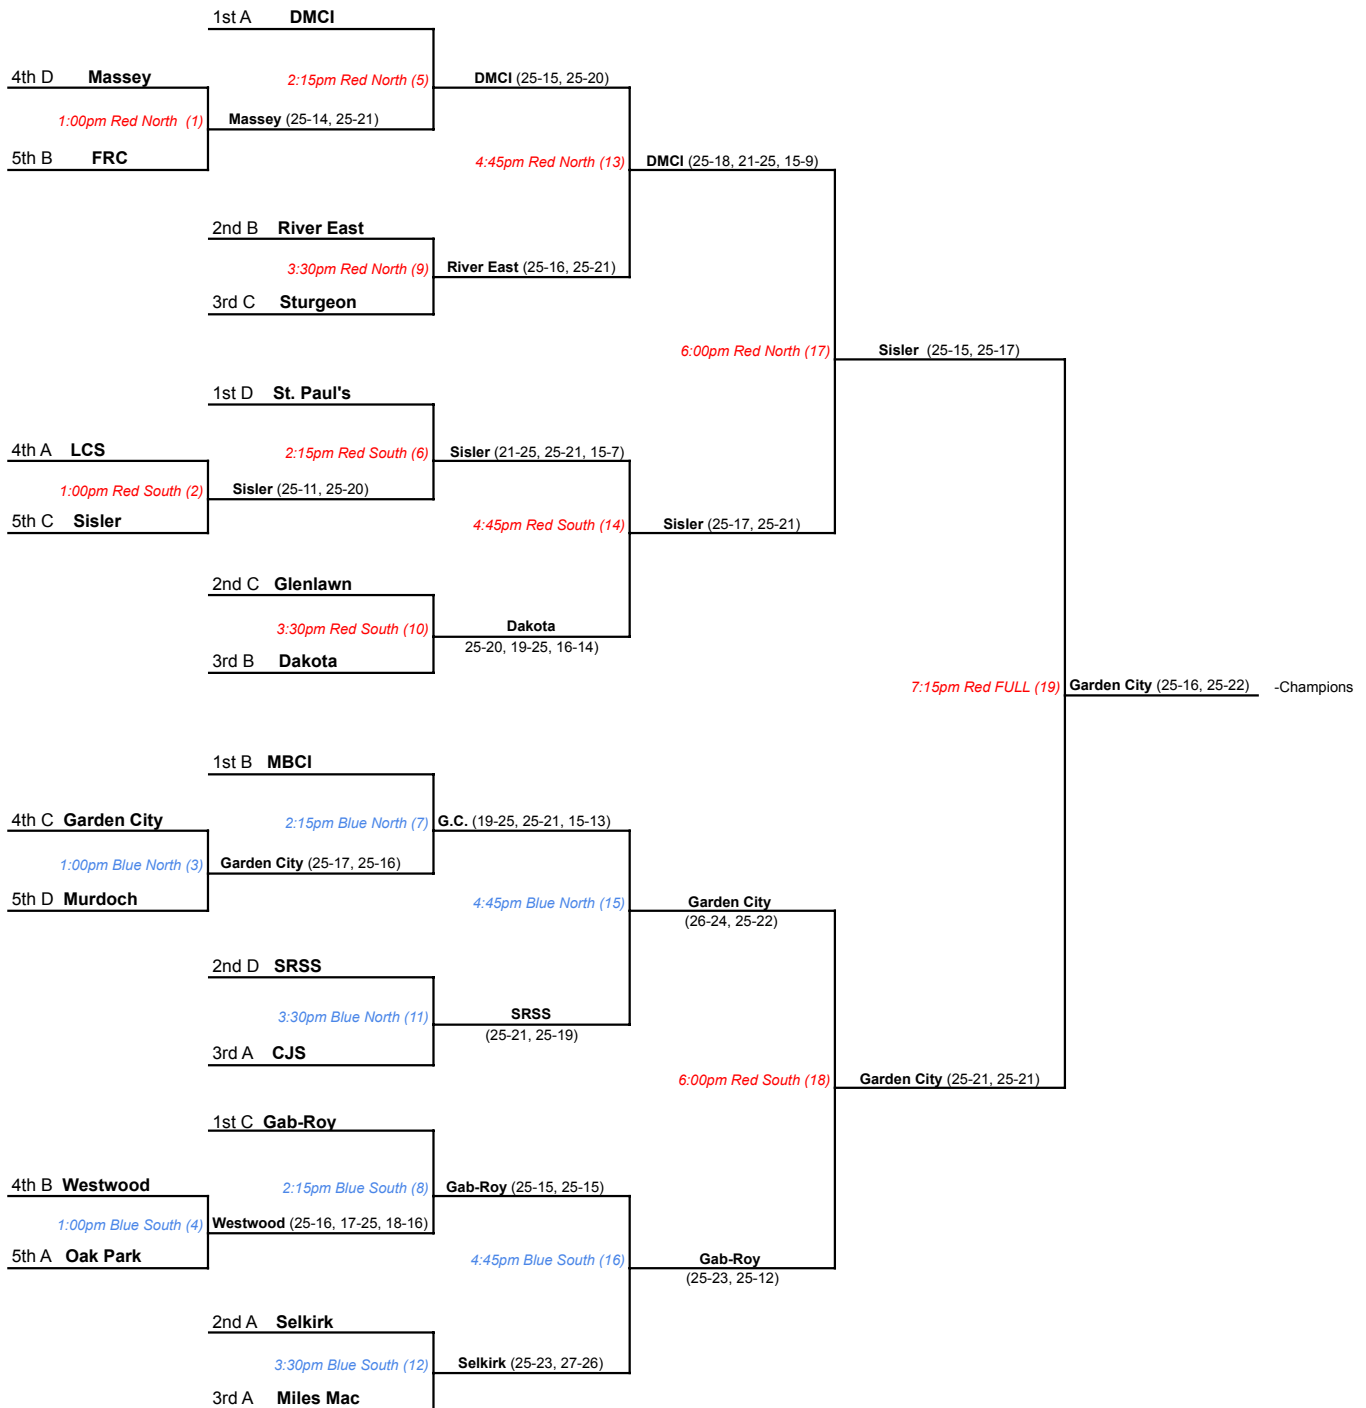 1st A DMCI
4th D Massey
2:15pm Red North (5)
DMCI (25-15, 25-20)
1:00pm Red North (1)
Massey (25-14, 25-21)
5th B FRC
4:45pm Red North (13)
DMCI (25-18, 21-25, 15-9)
2nd B River East
3:30pm Red North (9)
River East (25-16, 25-21)
3rd C Sturgeon
6:00pm Red North (17)
Sisler (25-15, 25-17)
1st D St. Paul's
4th A LCS
2:15pm Red South (6)
Sisler (21-25, 25-21, 15-7)
1:00pm Red South (2)
Sisler (25-11, 25-20)
5th C Sisler
4:45pm Red South (14)
Sisler (25-17, 25-21)
2nd C Glenlawn
3:30pm Red South (10)
Dakota
25-20, 19-25, 16-14)
3rd B Dakota
7:15pm Red FULL (19)
Garden City (25-16, 25-22)
-Champions
1st B MBCI
4th C Garden City
2:15pm Blue North (7)
G.C. (19-25, 25-21, 15-13)
1:00pm Blue North (3)
Garden City (25-17, 25-16)
5th D Murdoch
4:45pm Blue North (15)
Garden City
(26-24, 25-22)
2nd D SRSS
3:30pm Blue North (11)
SRSS
(25-21, 25-19)
3rd A CJS
6:00pm Red South (18)
Garden City (25-21, 25-21)
1st C Gab-Roy
4th B Westwood
2:15pm Blue South (8)
Gab-Roy (25-15, 25-15)
1:00pm Blue South (4)
Westwood (25-16, 17-25, 18-16)
5th A Oak Park
4:45pm Blue South (16)
Gab-Roy
(25-23, 25-12)
2nd A Selkirk
3:30pm Blue South (12)
Selkirk (25-23, 27-26)
3rd A Miles Mac